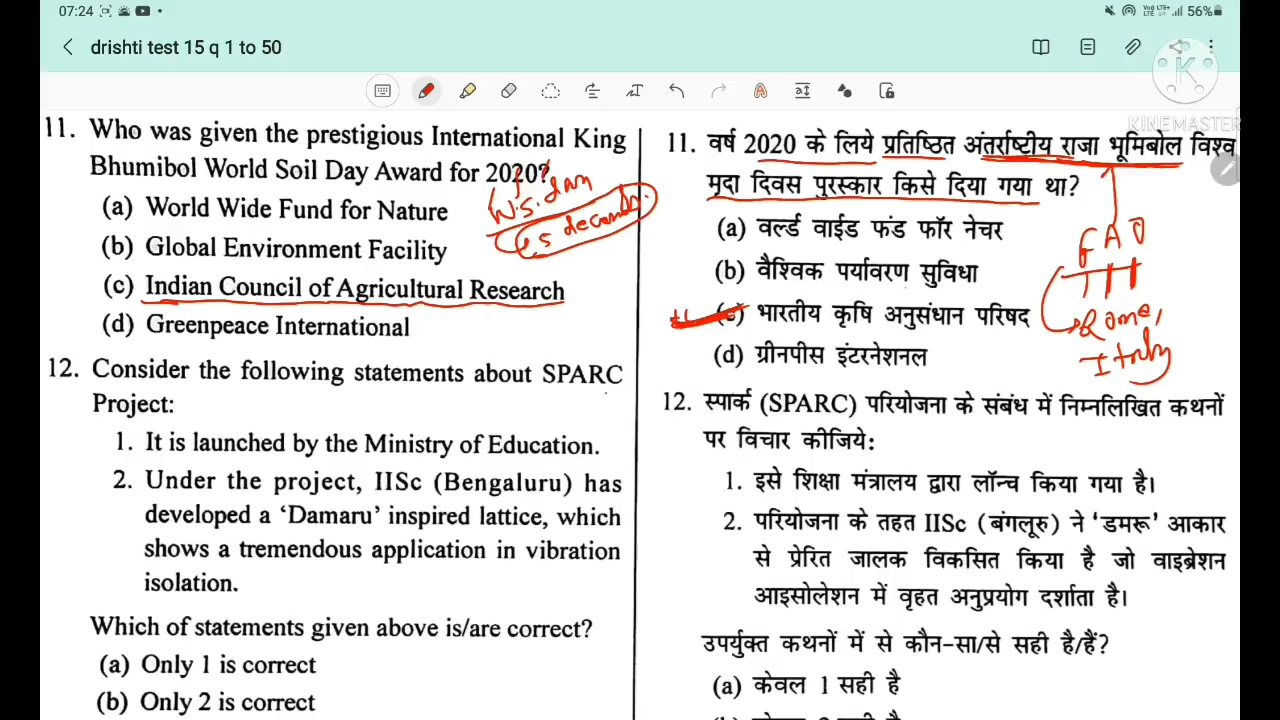 07:24
56%
drishti test 15 q 1 to 50
KINEMASTER
11. Who was given the prestigious International King
Bhumibol World Soil Day Award for 2020?
(a) World Wide Fund for Nature
(b) Global Environment Facility
(c) Indian Council of Agricultural Research
(d) Greenpeace International
W.S. day
5 decemb.
12. Consider the following statements about SPARC
Project:
1. It is launched by the Ministry of Education.
2. Under the project, IISc (Bengaluru) has
developed a ‘Damaru’ inspired lattice, which
shows a tremendous application in vibration
isolation.
Which of statements given above is/are correct?
(a) Only 1 is correct
(b) Only 2 is correct
11. वर्ष 2020 के लिये प्रतिष्ठित अंतर्राष्टीय राजा भूमिबोल विश्व
मृदा दिवस पुरस्कार किसे दिया गया था?
(a) वर्ल्ड वाईड फंड फॉर नेचर
(b) वैश्विक पर्यावरण सुविधा
(c) भारतीय कृषि अनुसंधान परिषद
(d) ग्रीनपीस इंटरनेशनल
FAO
Rome,
Italy
12. स्पार्क (SPARC) परियोजना के संबंध में निम्नलिखित कथनों
पर विचार कीजिये:
1. इसे शिक्षा मंत्रालय द्वारा लॉन्च किया गया है।
2. परियोजना के तहत IISc (बंगलूरु) ने ‘डमरू’ आकार
से प्रेरित जालक विकसित किया है जो वाइब्रेशन
आइसोलेशन में वृहत अनुप्रयोग दर्शाता है।
उपर्युक्त कथनों में से कौन-सा/से सही है/हैं?
(a) केवल 1 सही है